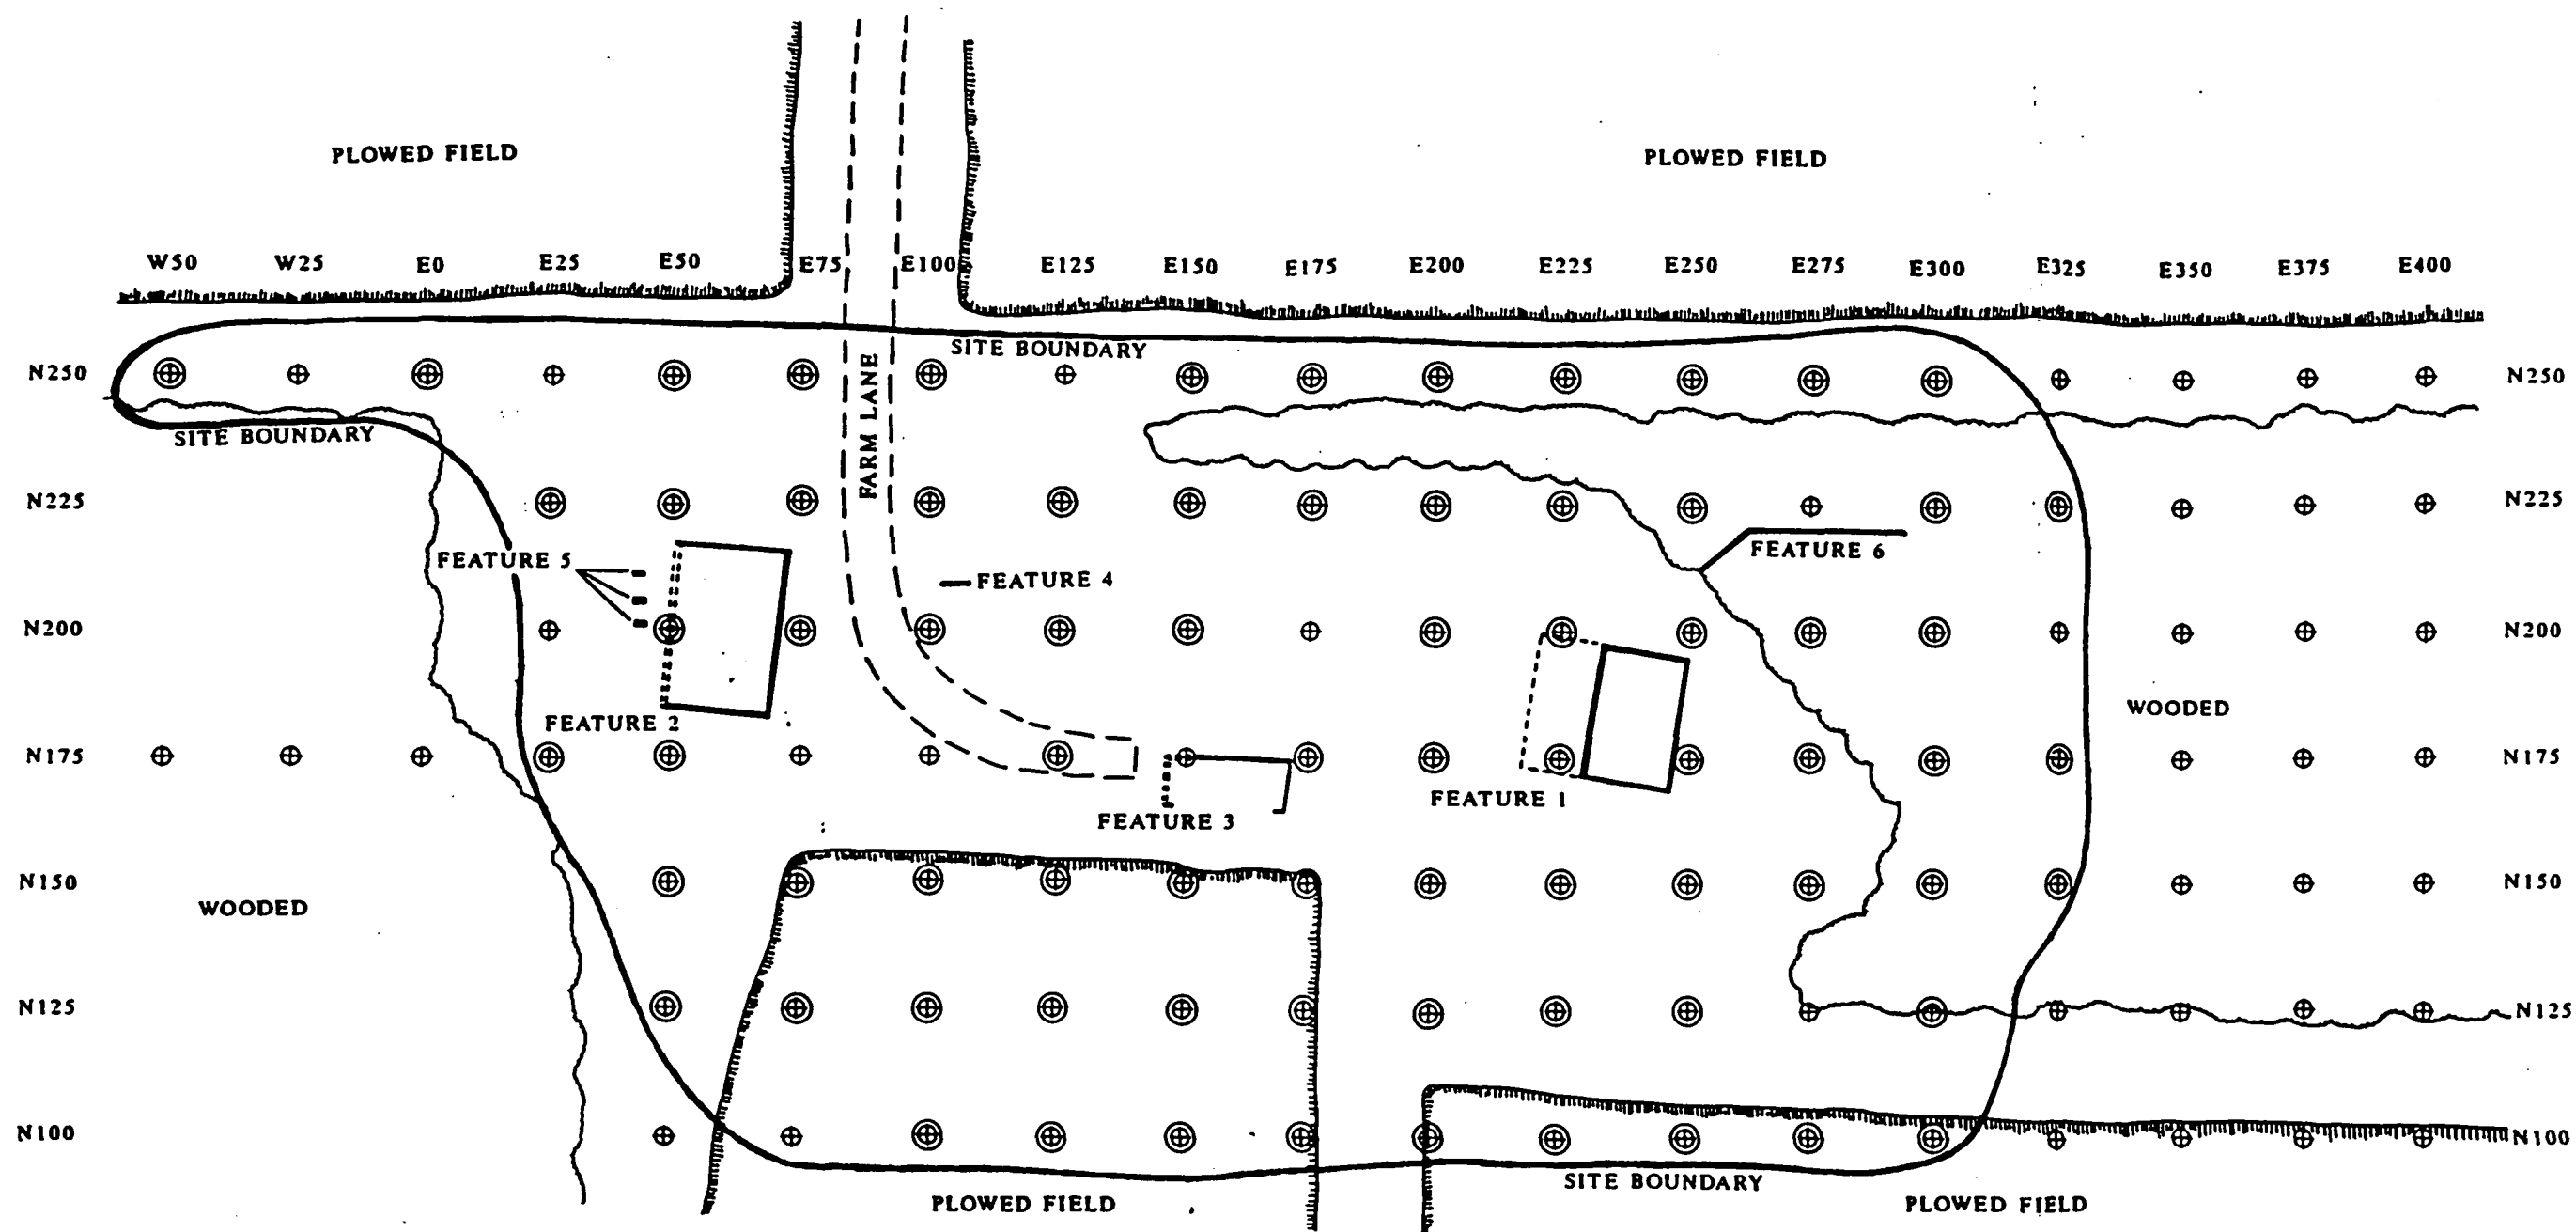 PLOWED FIELD
PLOWED FIELD
W50 W25 E0 E25 E50 E75 E100 E125 E150 E175 E200 E225 E250 E275 E300 E325 E350 E375 E400
SITE BOUNDARY
N250
N250
FARM LANE
SITE BOUNDARY
N225
N225
FEATURE 5
FEATURE 6
FEATURE 4
N200
N200
WOODED
FEATURE 2
N175
N175
FEATURE 1
FEATURE 3
N150
N150
WOODED
N125
N125
N100
N100
SITE BOUNDARY
PLOWED FIELD
PLOWED FIELD